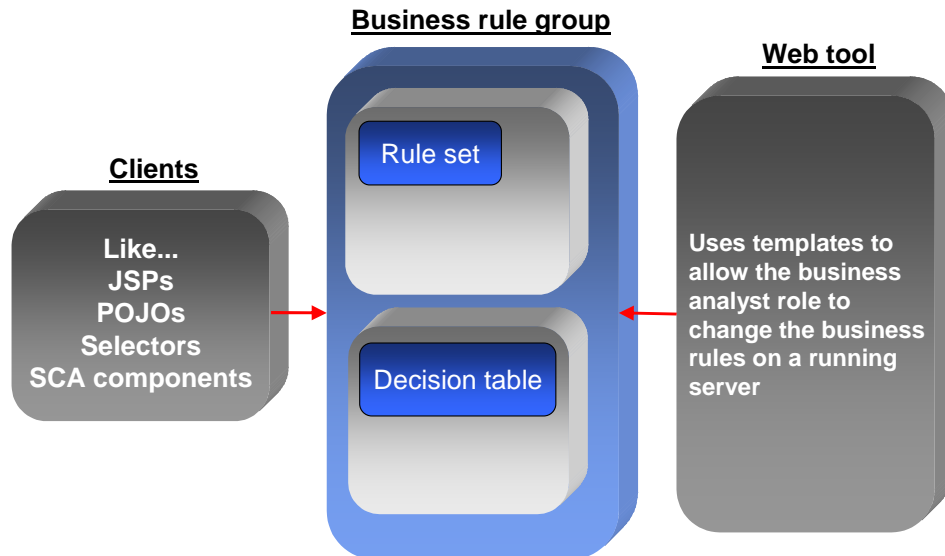 Business rule group
Web tool
Rule set
Clients
Like...
JSPs
POJOs
Selectors
SCA components
Decision table
Uses templates to
allow the business
analyst role to
change the business
rules on a running
server